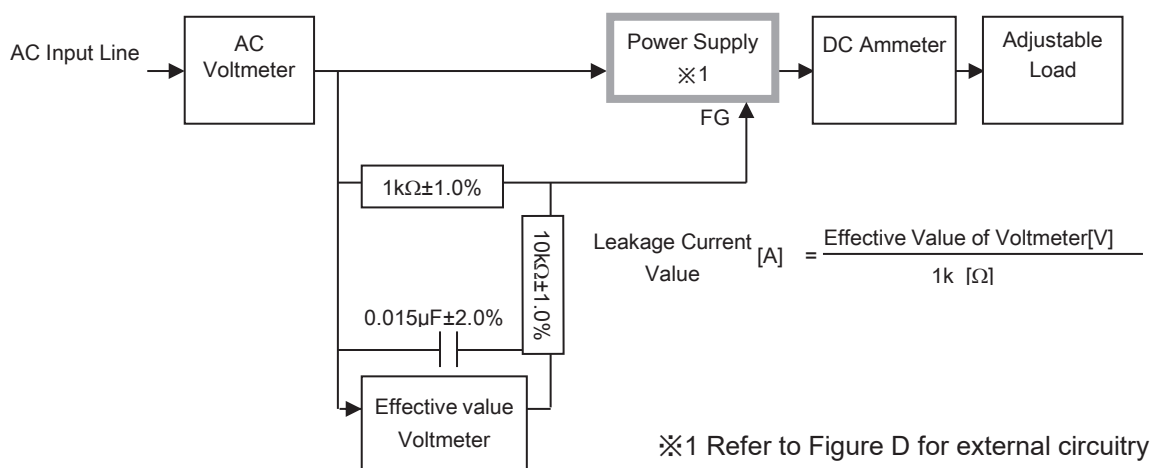 AC Input Line
AC
Voltmeter
Power Supply
※1
DC Ammeter
Adjustable
Load
FG
1kΩ±1.0%
10kΩ±1.0%
Leakage Current
Value
[A]
=
Effective Value of Voltmeter[V]
1k [Ω]
0.015μF±2.0%
Effective value
Voltmeter
※1 Refer to Figure D for external circuitry